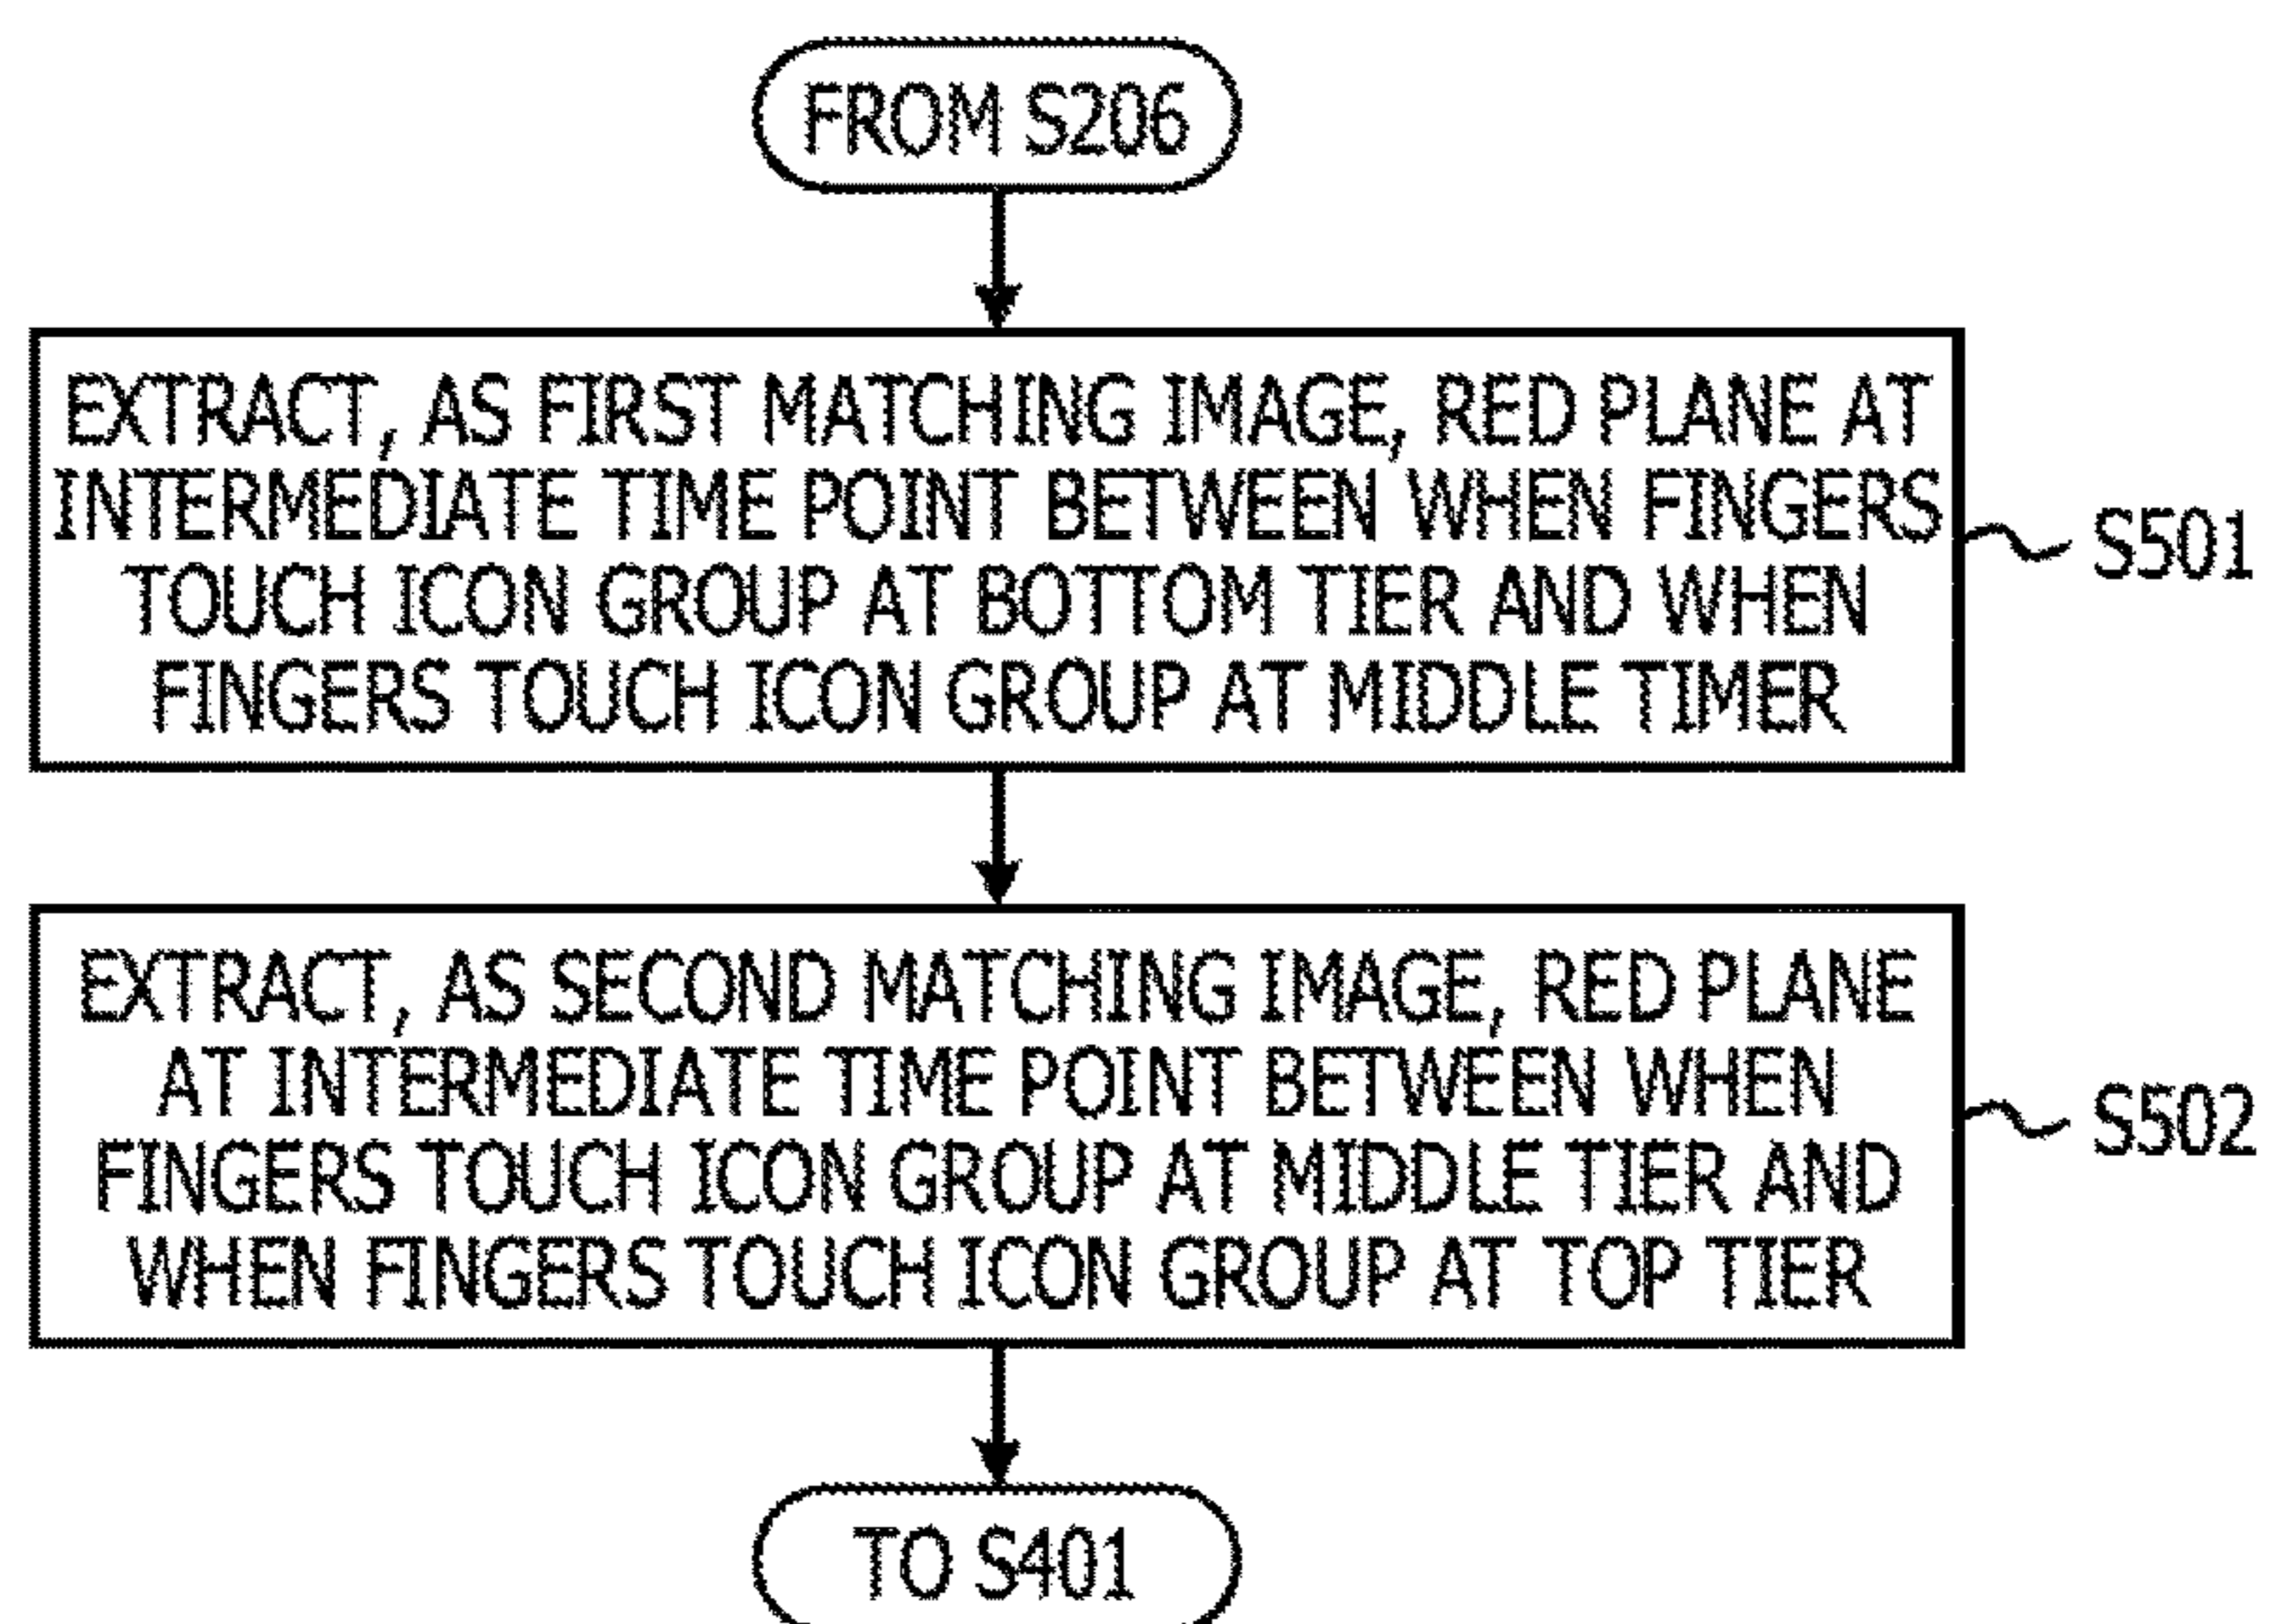 FROM S206
EXTRACT, AS FIRST MATCHING IMAGE, RED PLANE AT
INTERMEDIATE TIME POINT BETWEEN WHEN FINGERS
TOUCH ICON GROUP AT BOTTOM TIER AND WHEN
FINGERS TOUCH ICON GROUP AT MIDDLE TIMER
S501
EXTRACT, AS SECOND MATCHING IMAGE, RED PLANE
AT INTERMEDIATE TIME POINT BETWEEN WHEN
FINGERS TOUCH ICON GROUP AT MIDDLE TIER AND
WHEN FINGERS TOUCH ICON GROUP AT TOP TIER
S502
TO S401